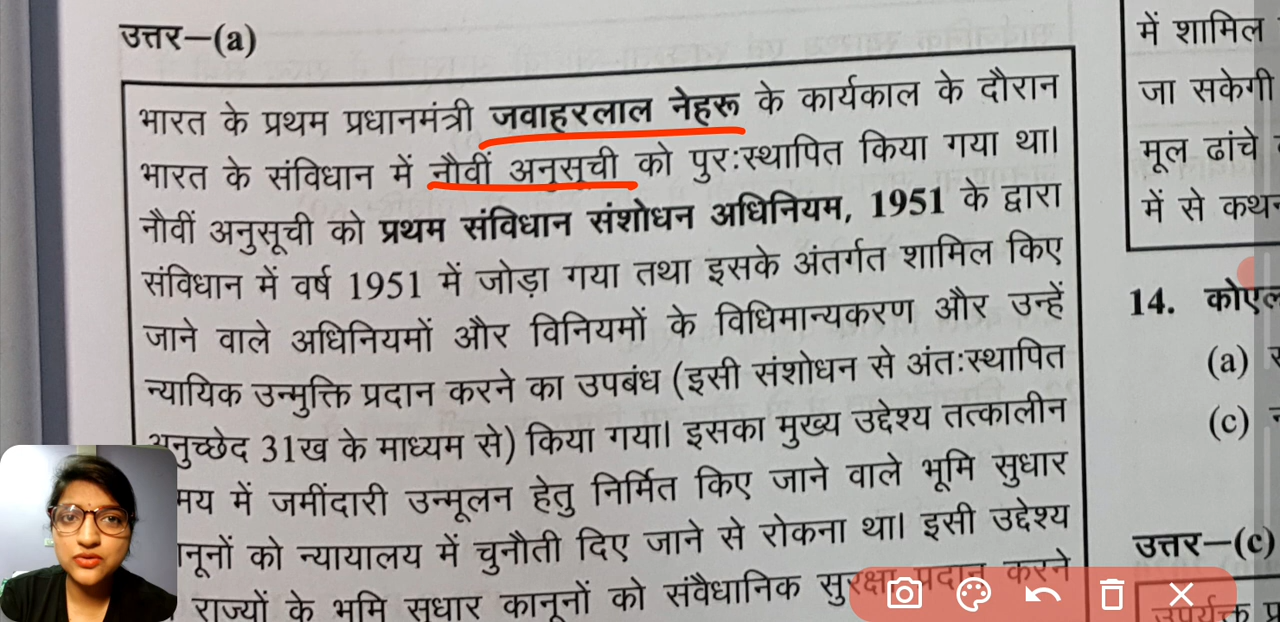 उत्तर–(a)
भारत के प्रथम प्रधानमंत्री जवाहरलाल नेहरू के कार्यकाल के दौरान
भारत के संविधान में नौवीं अनुसूची को पुरःस्थापित किया गया था।
नौवीं अनुसूची को प्रथम संविधान संशोधन अधिनियम, 1951 के द्वारा
संविधान में वर्ष 1951 में जोड़ा गया तथा इसके अंतर्गत शामिल किए
जाने वाले अधिनियमों और विनियमों के विधिमान्यकरण और उन्हें
न्यायिक उन्मुक्ति प्रदान करने का उपबंध (इसी संशोधन से अंतःस्थापित
अनुच्छेद 31ख के माध्यम से) किया गया। इसका मुख्य उद्देश्य तत्कालीन
में जमींदारी उन्मूलन हेतु निर्मित किए जाने वाले भूमि सुधार
को न्यायालय में चुनौती दिए जाने से रोकना था। इसी उद्देश्य
राज्यों के भूमि सुधार कानूनों को संवैधानिक सुरक्षा प्रदान करने
में शामिल
जा सकेगी
मूल ढांचे
में से
14.
(a)
(c)
उत्तर–(c)
उपर्युक्त